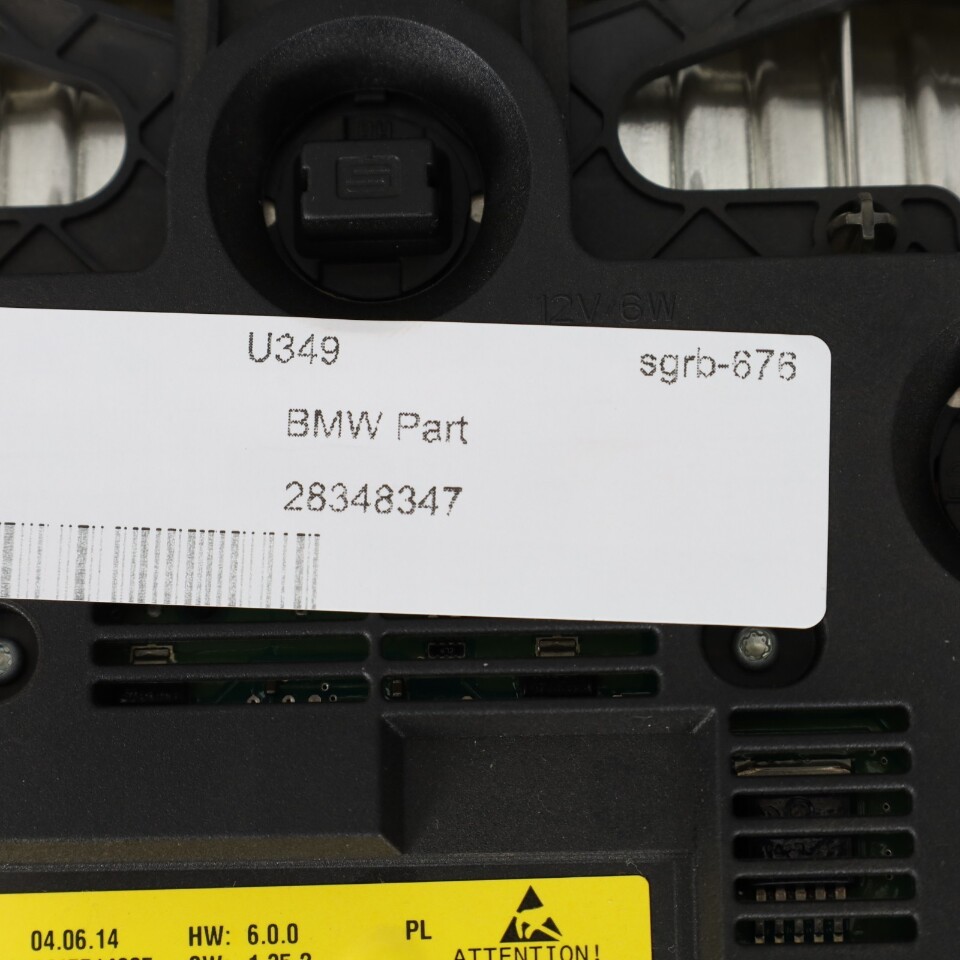 12V/6W
U349 sgrb-676
BMW Part
28348347
04.06.14 HW: 6.0.0 PL
ATTENTION!